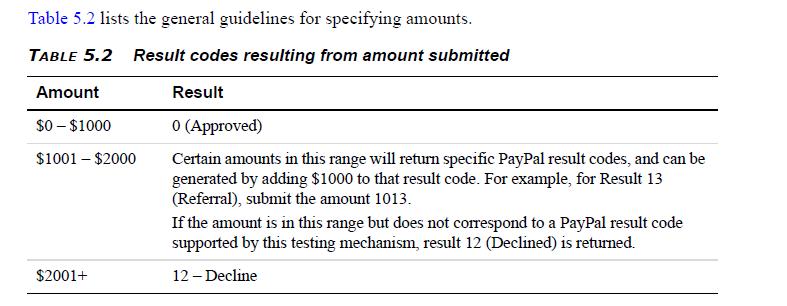 Table 5.2 lists the general guidelines for specifying amounts.
TABLE 5.2 Result codes resulting from amount submitted
Amount Result
$0 – $1000 0 (Approved)
$1001 – $2000 Certain amounts in this range will return specific PayPal result codes, and can be
generated by adding $1000 to that result code. For example, for Result 13
(Referral), submit the amount 1013.
If the amount is in this range but does not correspond to a PayPal result code
supported by this testing mechanism, result 12 (Declined) is returned.
$2001+ 12 – Decline